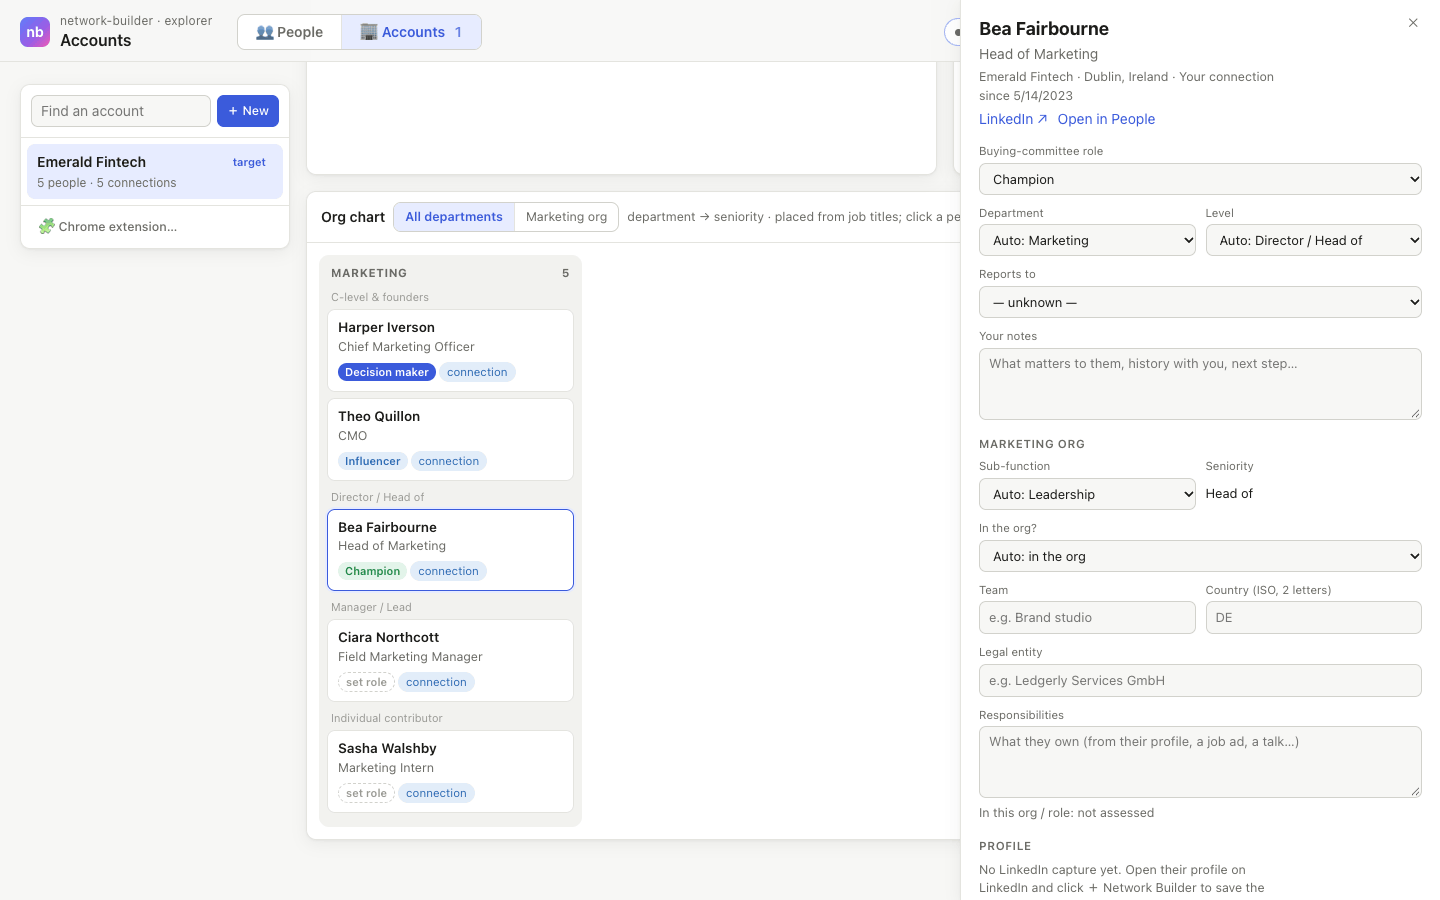 nb
network-builder · explorer
Accounts
People
Accounts 1
Find an account
+ New
Emerald Fintech
target
5 people · 5 connections
Chrome extension...
Org chart
All departments
Marketing org
department → seniority · placed from job titles; click a pe
MARKETING 5
C-level & founders
Harper Iverson
Chief Marketing Officer
Decision maker
connection
Theo Quillon
CMO
Influencer
connection
Director / Head of
Bea Fairbourne
Head of Marketing
Champion
connection
Manager / Lead
Ciara Northcott
Field Marketing Manager
set role
connection
Individual contributor
Sasha Walshby
Marketing Intern
set role
connection
Bea Fairbourne
×
Head of Marketing
Emerald Fintech · Dublin, Ireland · Your connection
since 5/14/2023
LinkedIn ↗ Open in People
Buying-committee role
Champion
Department
Level
Auto: Marketing
Auto: Director / Head of
Reports to
— unknown —
Your notes
What matters to them, history with you, next step...
MARKETING ORG
Sub-function
Seniority
Auto: Leadership
Head of
In the org?
Auto: in the org
Team
Country (ISO, 2 letters)
e.g. Brand studio
DE
Legal entity
e.g. Ledgerly Services GmbH
Responsibilities
What they own (from their profile, a job ad, a talk...)
In this org / role: not assessed
PROFILE
No LinkedIn capture yet. Open their profile on
LinkedIn and click + Network Builder to save the